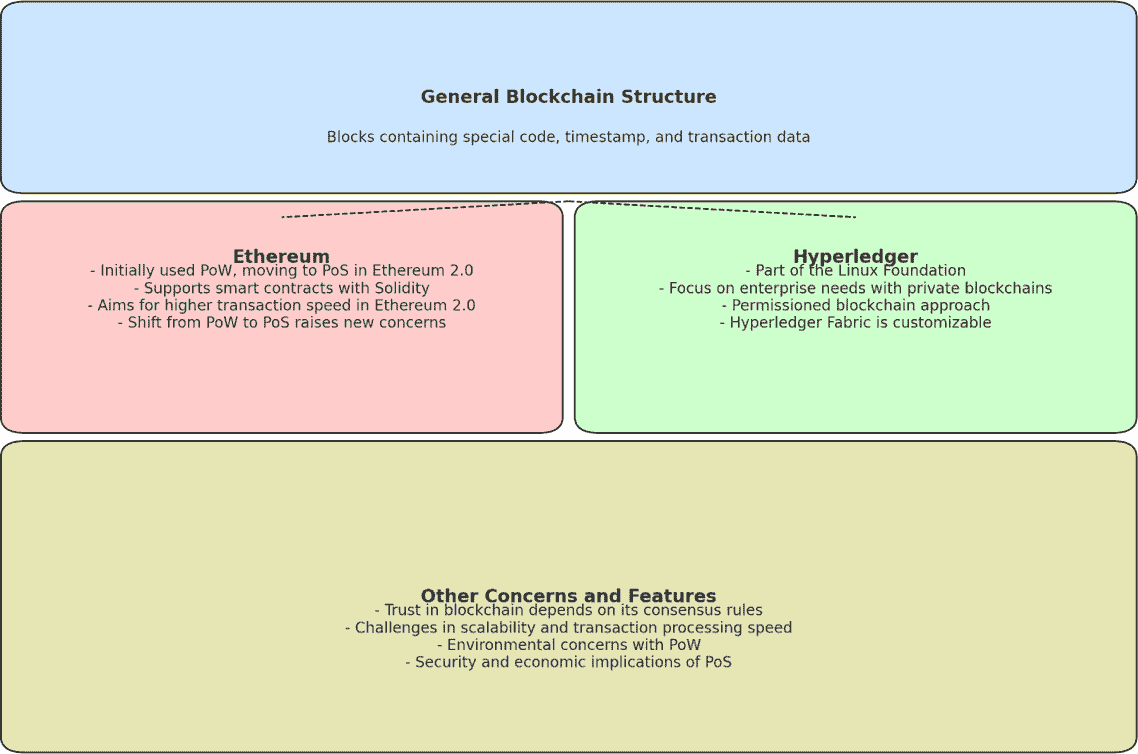 General Blockchain Structure
Blocks containing special code, timestamp, and transaction data
Ethereum
- Initially used PoW, moving to PoS in Ethereum 2.0
- Supports smart contracts with Solidity
- Aims for higher transaction speed in Ethereum 2.0
- Shift from PoW to PoS raises new concerns
Hyperledger
- Part of the Linux Foundation
- Focus on enterprise needs with private blockchains
- Permissioned blockchain approach
- Hyperledger Fabric is customizable
Other Concerns and Features
- Trust in blockchain depends on its consensus rules
- Challenges in scalability and transaction processing speed
- Environmental concerns with PoW
- Security and economic implications of PoS